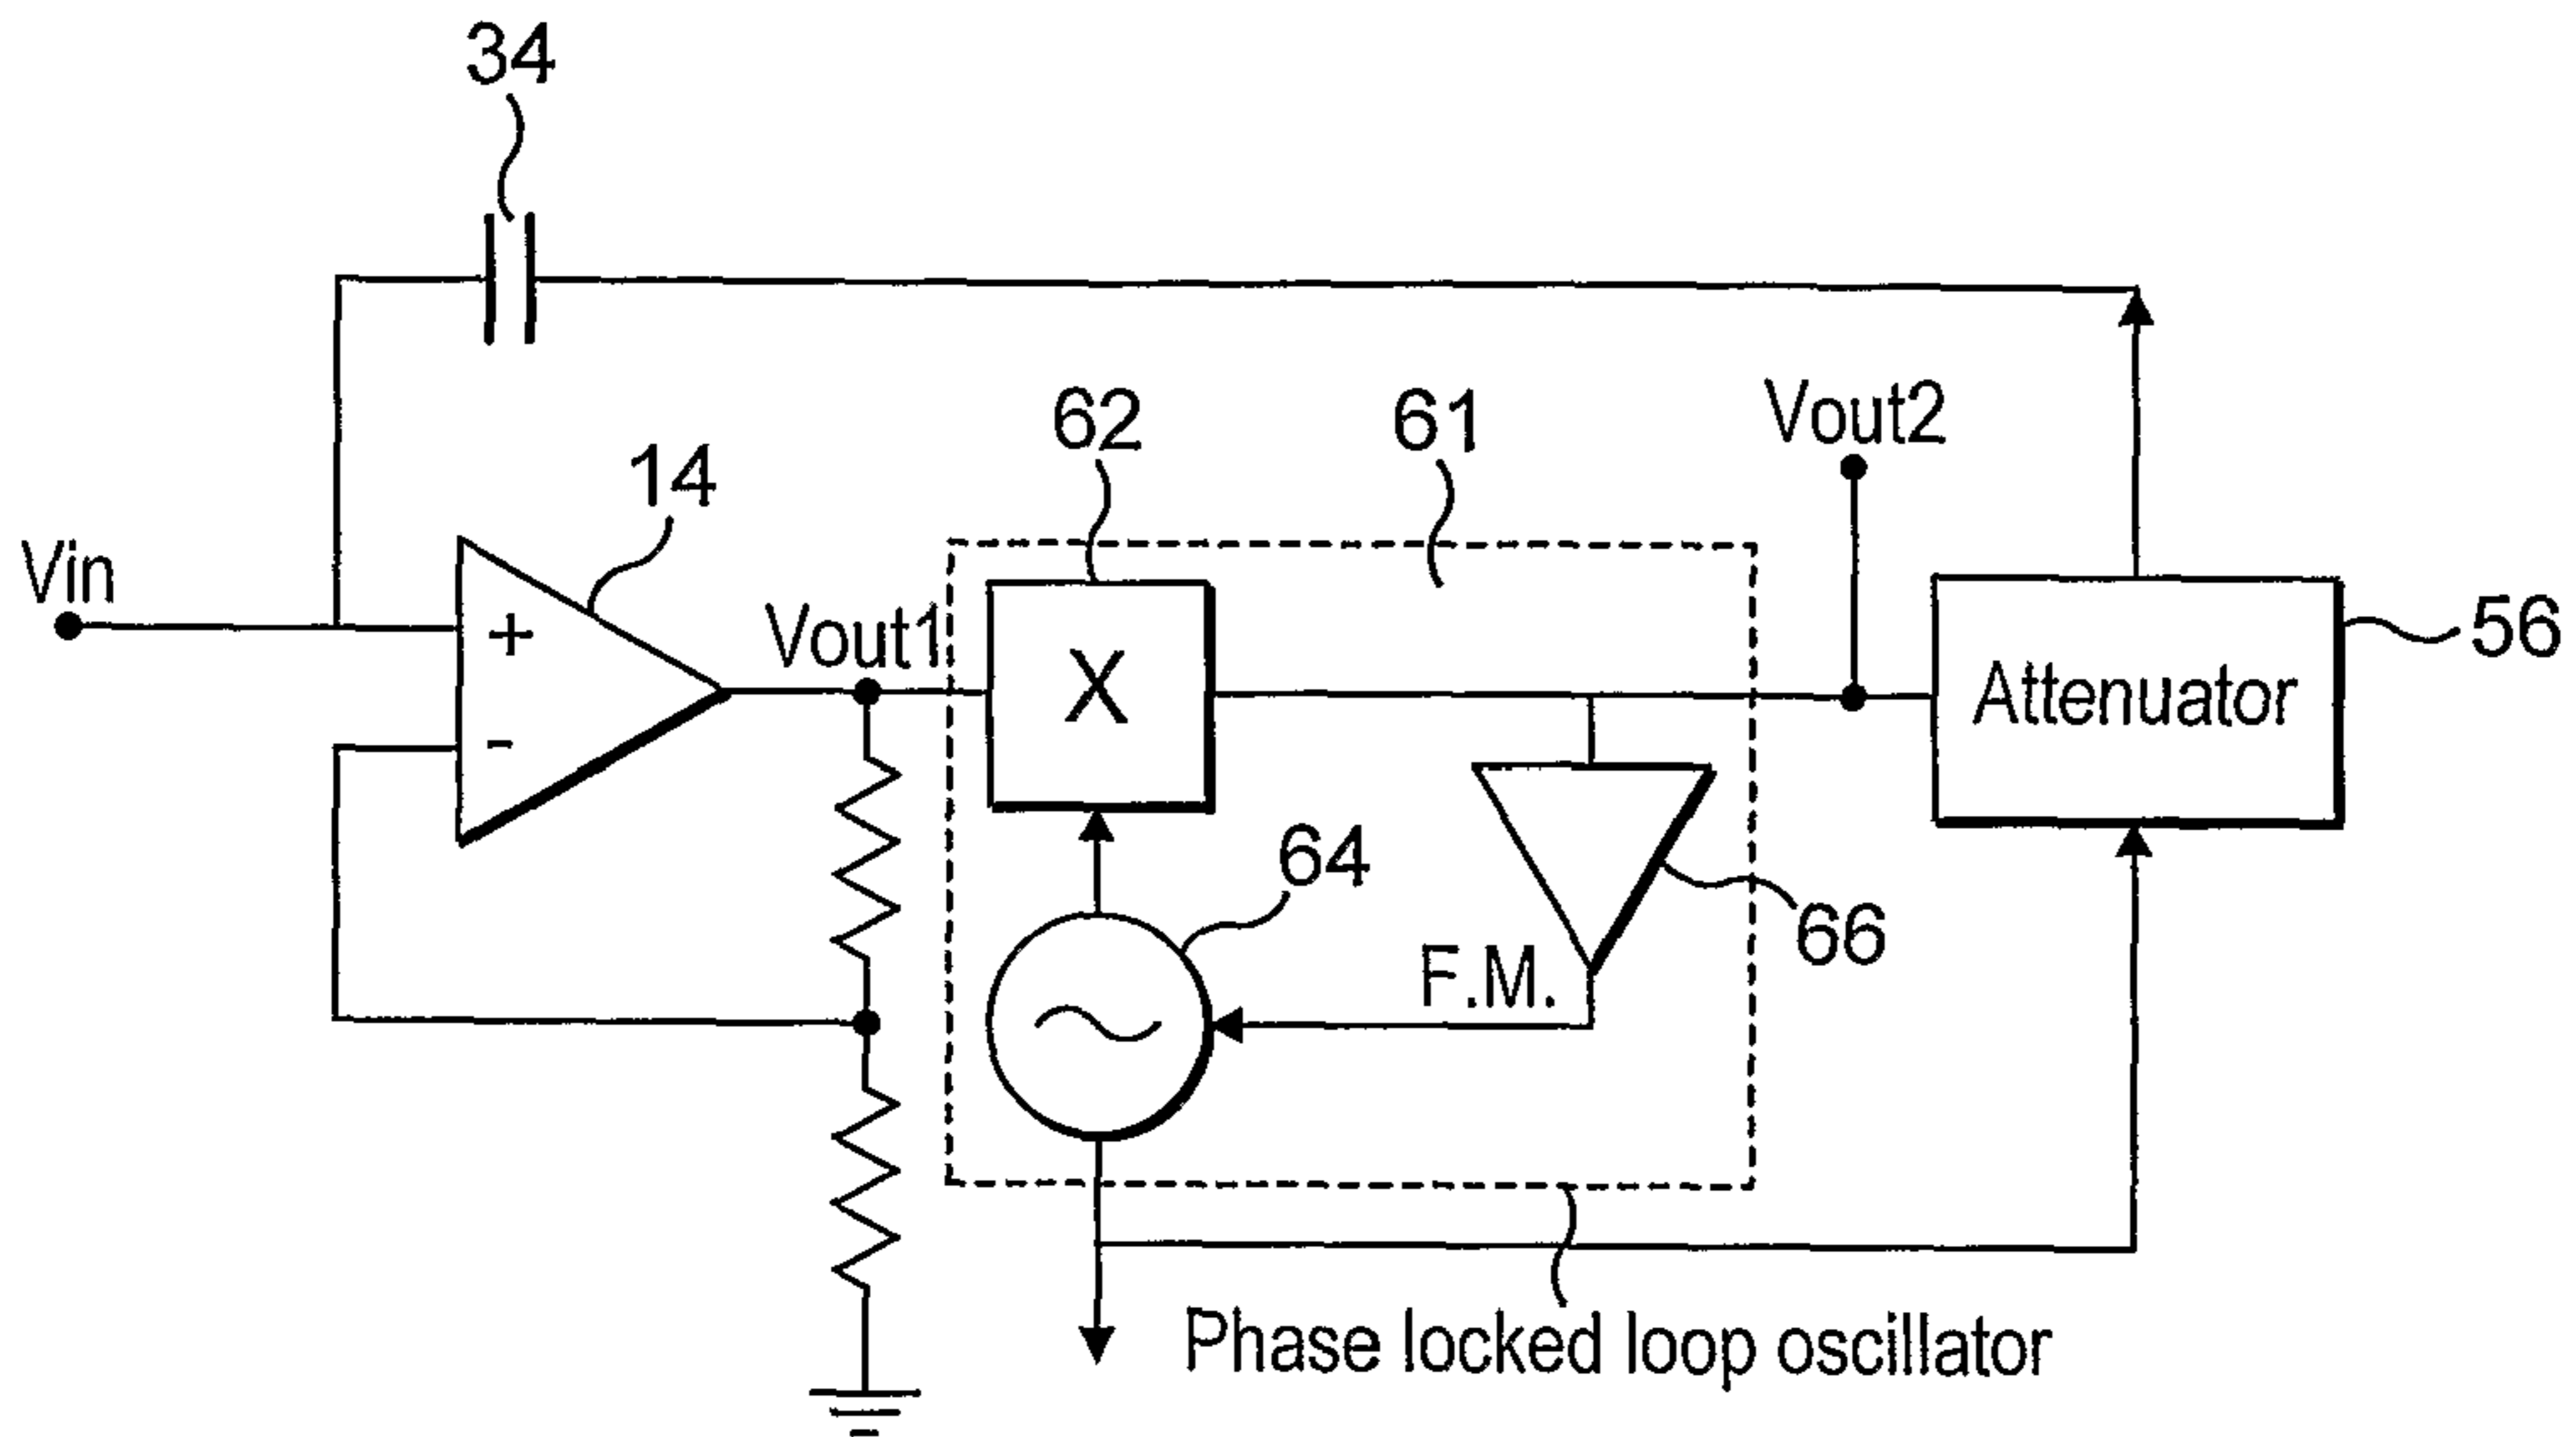 34
62
61
Vout2
14
Vin
+
Vout1
X
Attenuator
56
-
64
66
F.M.
Phase locked loop oscillator